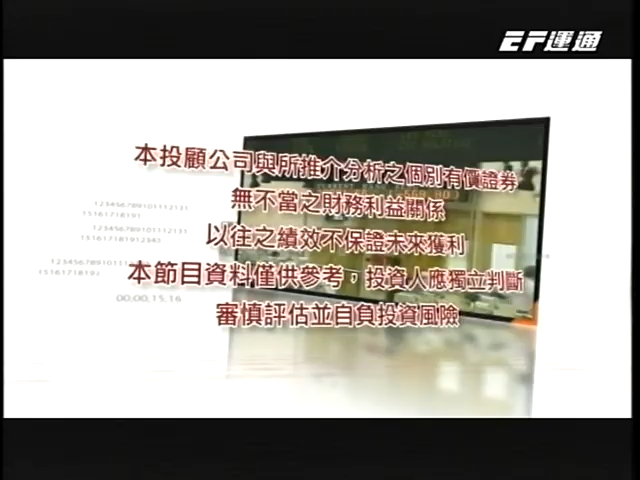 EF運通
本投顧公司與所推介分析之個別有價證券
無不當之財務利益關係
以往之績效不保證未來獲利
本節目資料僅供參考，投資人應獨立判斷
審慎評估並自負投資風險
1234567891011112131
15161718191
1234567891011112131
15161718191
00,00,15,16